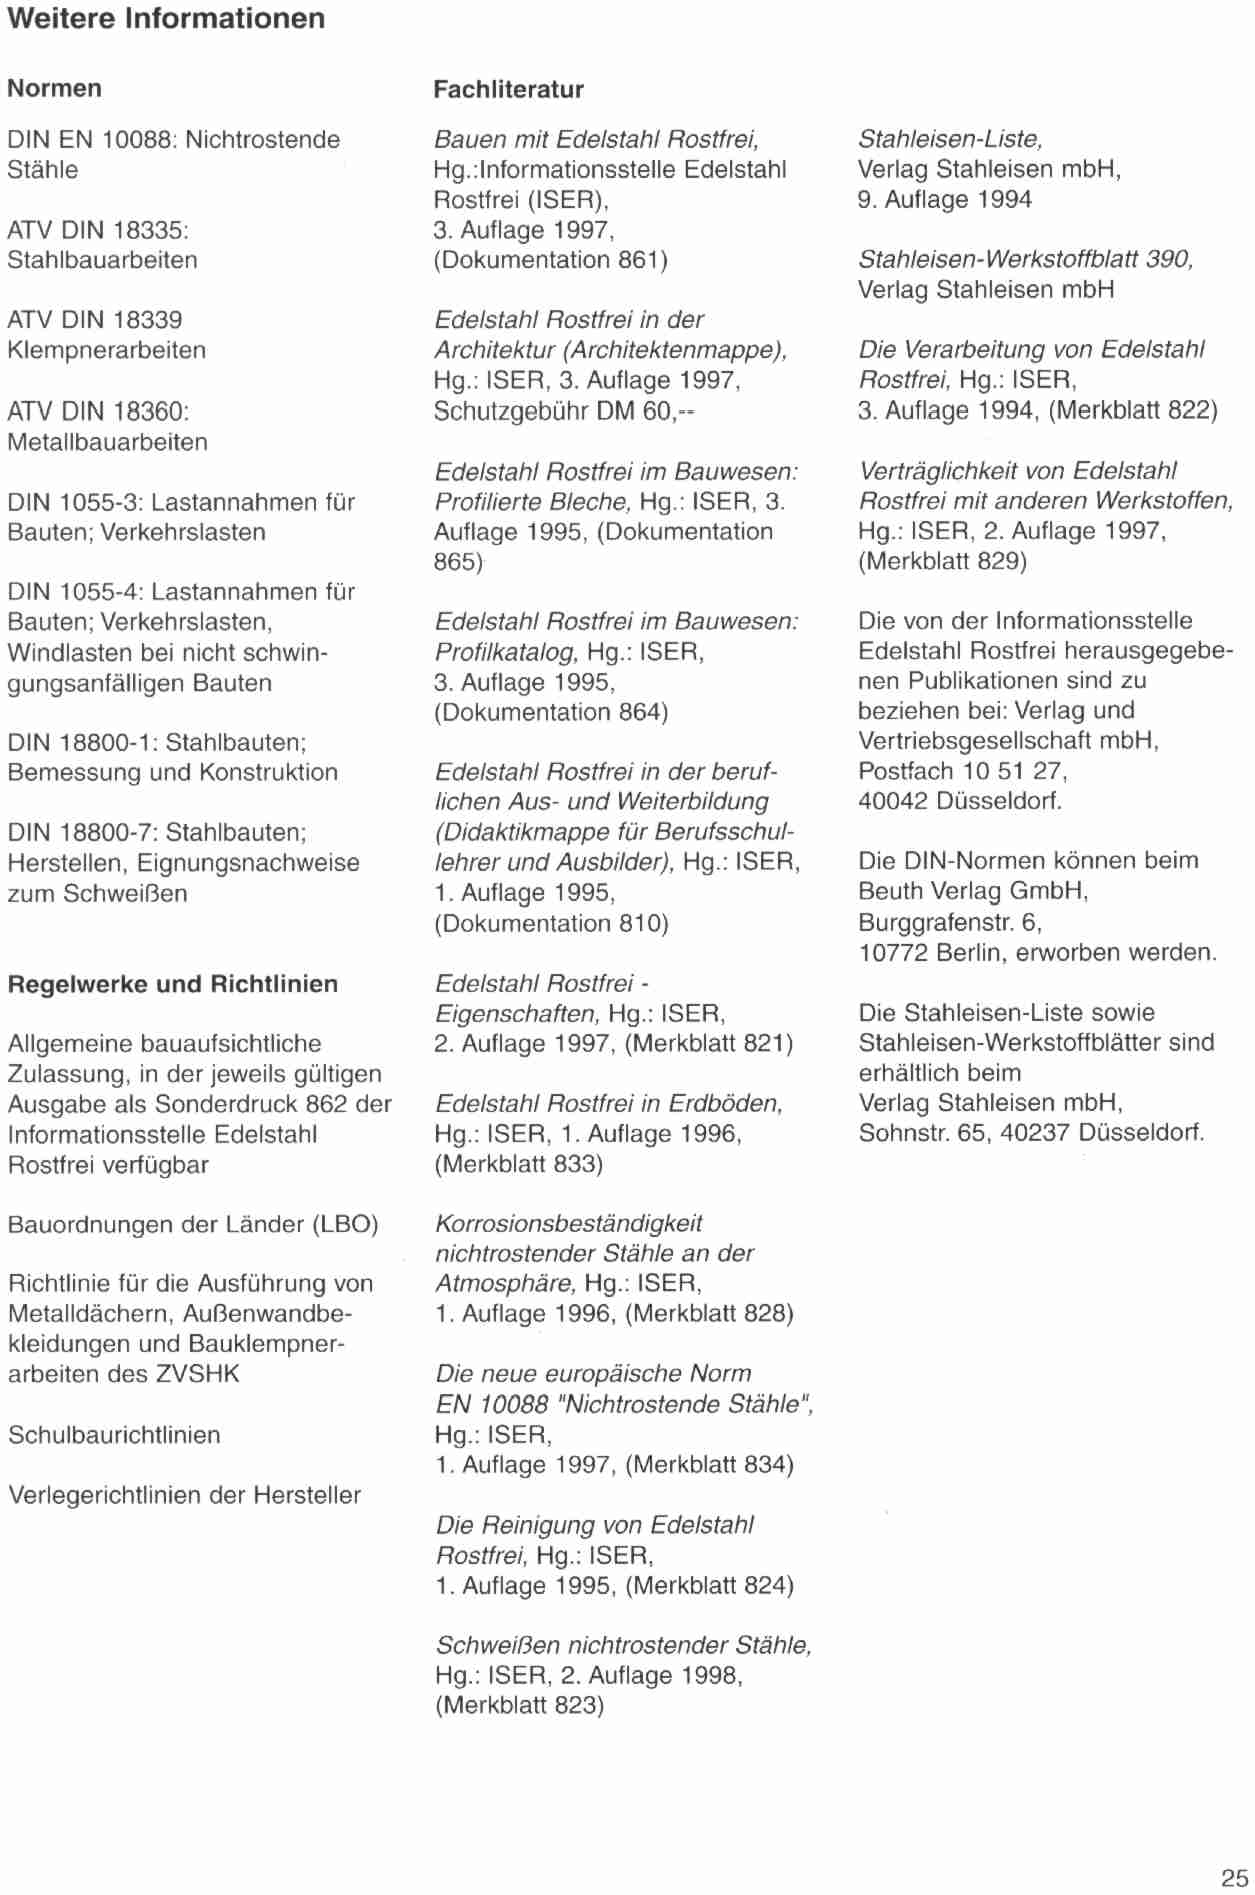 Weitere Informationen
Normen
DIN EN 10088: Nichtrostende
Stähle
ATV DIN 18335:
Stahlbauarbeiten
ATV DIN 18339
Klempnerarbeiten
ATV DIN 18360:
Metallbauarbeiten
DIN 1055-3: Lastannahmen für
Bauten; Verkehrslasten
DIN 1055-4: Lastannahmen für
Bauten; Verkehrslasten,
Windlasten bei nicht schwin-
gungsanfälligen Bauten
DIN 18800-1: Stahlbauten;
Bemessung und Konstruktion
DIN 18800-7: Stahlbauten;
Herstellen, Eignungsnachweise
zum Schweißen
Regelwerke und Richtlinien
Allgemeine bauaufsichtliche
Zulassung, in der jeweils gültigen
Ausgabe als Sonderdruck 862 der
Informationsstelle Edelstahl
Rostfrei verfügbar
Bauordnungen der Länder (LBO)
Richtlinie für die Ausführung von
Metalldächern, Außenwandbe-
kleidungen und Bauklempner-
arbeiten des ZVSHK
Schulbaurichtlinien
Verlegerichtlinien der Hersteller
Fachliteratur
Bauen mit Edelstahl Rostfrei,
Hg.:Informationsstelle Edelstahl
Rostfrei (ISER),
3. Auflage 1997,
(Dokumentation 861)
Edelstahl Rostfrei in der
Architektur (Architektenmappe),
Hg.: ISER, 3. Auflage 1997,
Schutzgebühr DM 60,--
Edelstahl Rostfrei im Bauwesen:
Profilierte Bleche, Hg.: ISER, 3.
Auflage 1995, (Dokumentation
865)
Edelstahl Rostfrei im Bauwesen:
Profilkatalog, Hg.: ISER,
3. Auflage 1995,
(Dokumentation 864)
Edelstahl Rostfrei in der beruf-
lichen Aus- und Weiterbildung
(Didaktikmappe für Berufsschul-
lehrer und Ausbilder), Hg.: ISER,
1. Auflage 1995,
(Dokumentation 810)
Edelstahl Rostfrei -
Eigenschaften, Hg.: ISER,
2. Auflage 1997, (Merkblatt 821)
Edelstahl Rostfrei in Erdböden,
Hg.: ISER, 1. Auflage 1996,
(Merkblatt 833)
Korrosionsbeständigkeit
nichtrostender Stähle an der
Atmosphäre, Hg.: ISER,
1. Auflage 1996, (Merkblatt 828)
Die neue europäische Norm
EN 10088 "Nichtrostende Stähle",
Hg.: ISER,
1. Auflage 1997, (Merkblatt 834)
Die Reinigung von Edelstahl
Rostfrei, Hg.: ISER,
1. Auflage 1995, (Merkblatt 824)
Schweißen nichtrostender Stähle,
Hg.: ISER, 2. Auflage 1998,
(Merkblatt 823)
Stahleisen-Liste,
Verlag Stahleisen mbH,
9. Auflage 1994
Stahleisen-Werkstoffblatt 390,
Verlag Stahleisen mbH
Die Verarbeitung von Edelstahl
Rostfrei, Hg.: ISER,
3. Auflage 1994, (Merkblatt 822)
Verträglichkeit von Edelstahl
Rostfrei mit anderen Werkstoffen,
Hg.: ISER, 2. Auflage 1997,
(Merkblatt 829)
Die von der Informationsstelle
Edelstahl Rostfrei herausgegebe-
nen Publikationen sind zu
beziehen bei: Verlag und
Vertriebsgesellschaft mbH,
Postfach 10 51 27,
40042 Düsseldorf.
Die DIN-Normen können beim
Beuth Verlag GmbH,
Burggrafenstr. 6,
10772 Berlin, erworben werden.
Die Stahleisen-Liste sowie
Stahleisen-Werkstoffblätter sind
erhältlich beim
Verlag Stahleisen mbH,
Sohnstr. 65, 40237 Düsseldorf.
25